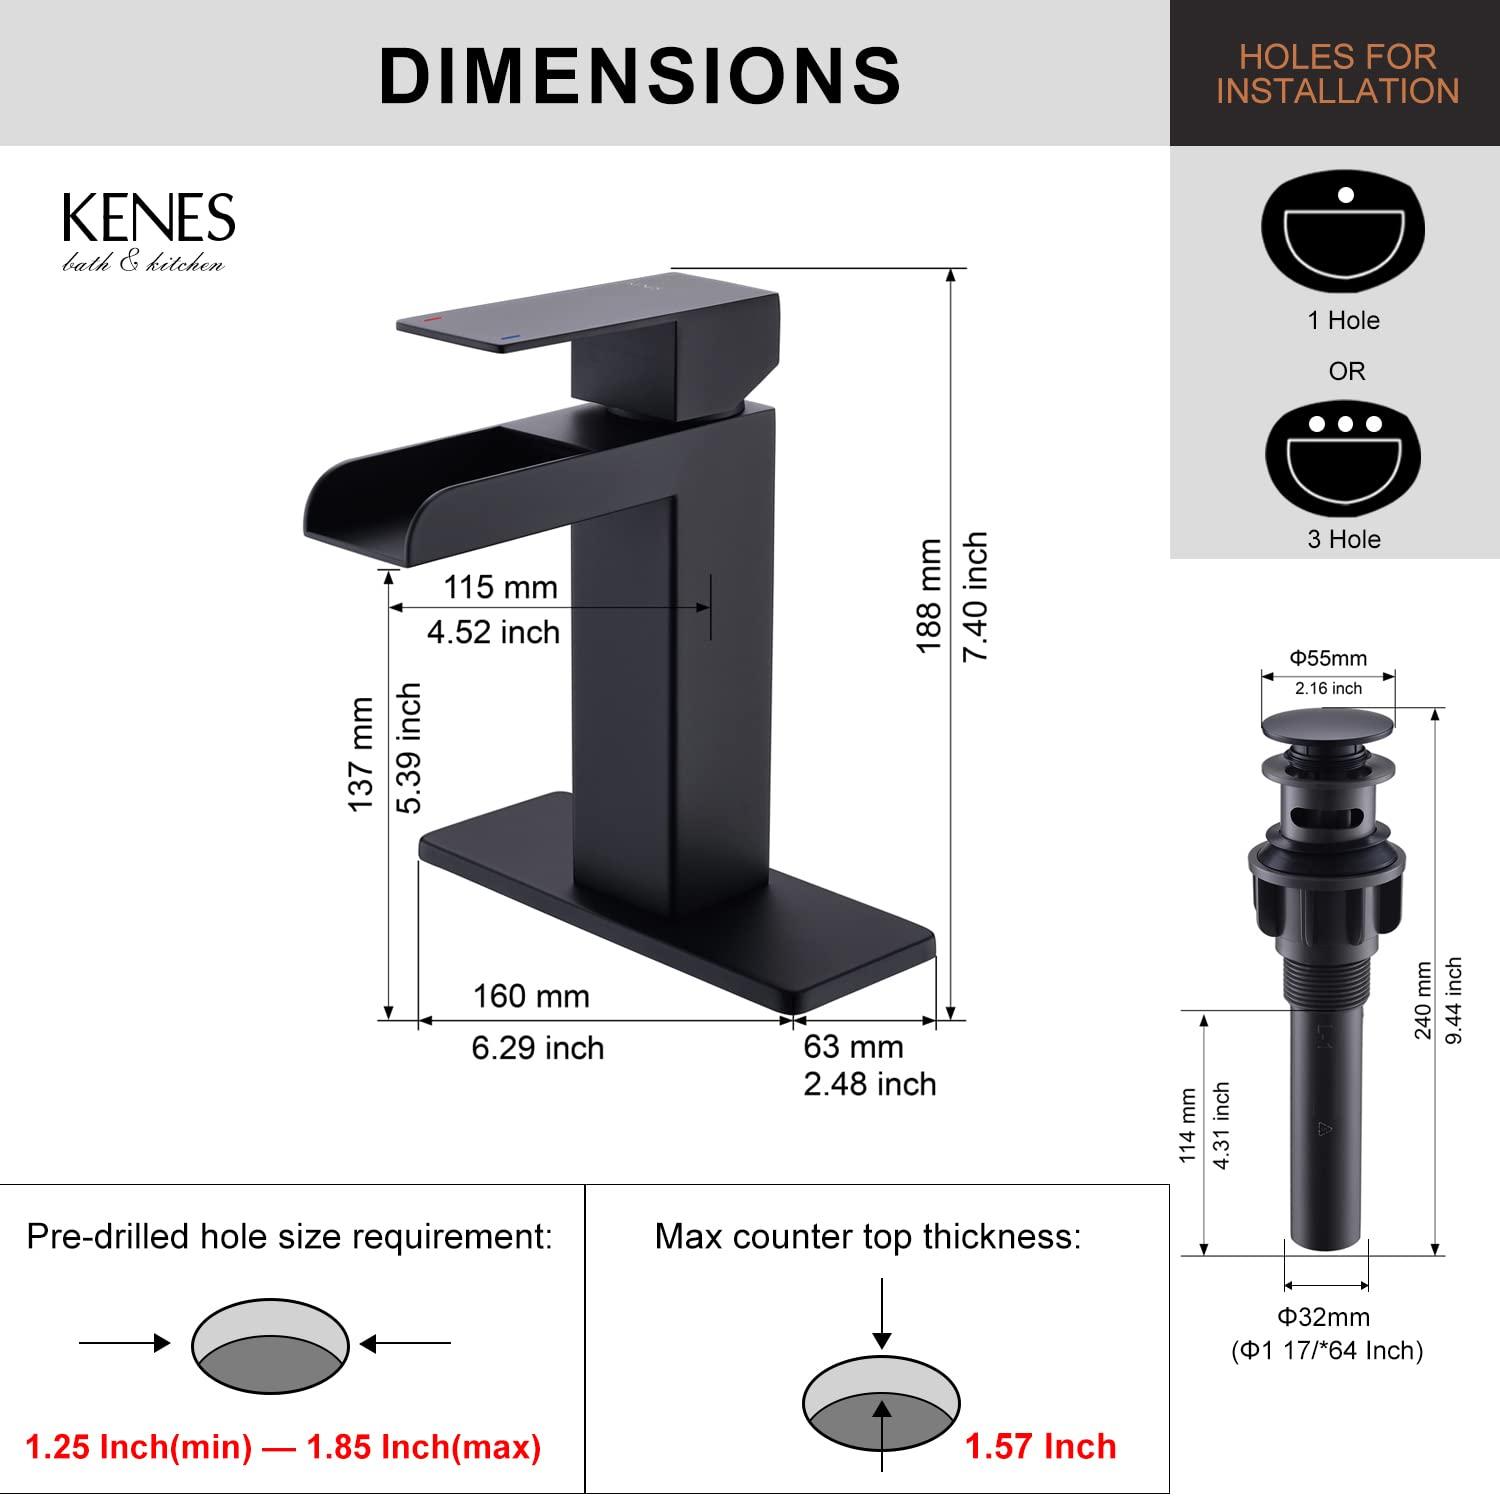 DIMENSIONS
HOLES FOR
INSTALLATION
KENES
bath & kitchen
KENES
1 Hole
OR
3 Hole
115 mm
4.52 inch
188 mm
7.40 inch
137 mm
5.39 inch
160 mm
6.29 inch
63 mm
2.48 inch
Φ55mm
2.16 inch
240 mm
9.44 inch
114 mm
4.31 inch
Φ32mm
(Φ1 17/*64 Inch)
Pre-drilled hole size requirement:
1.25 Inch(min) — 1.85 Inch(max)
Max counter top thickness:
1.57 Inch